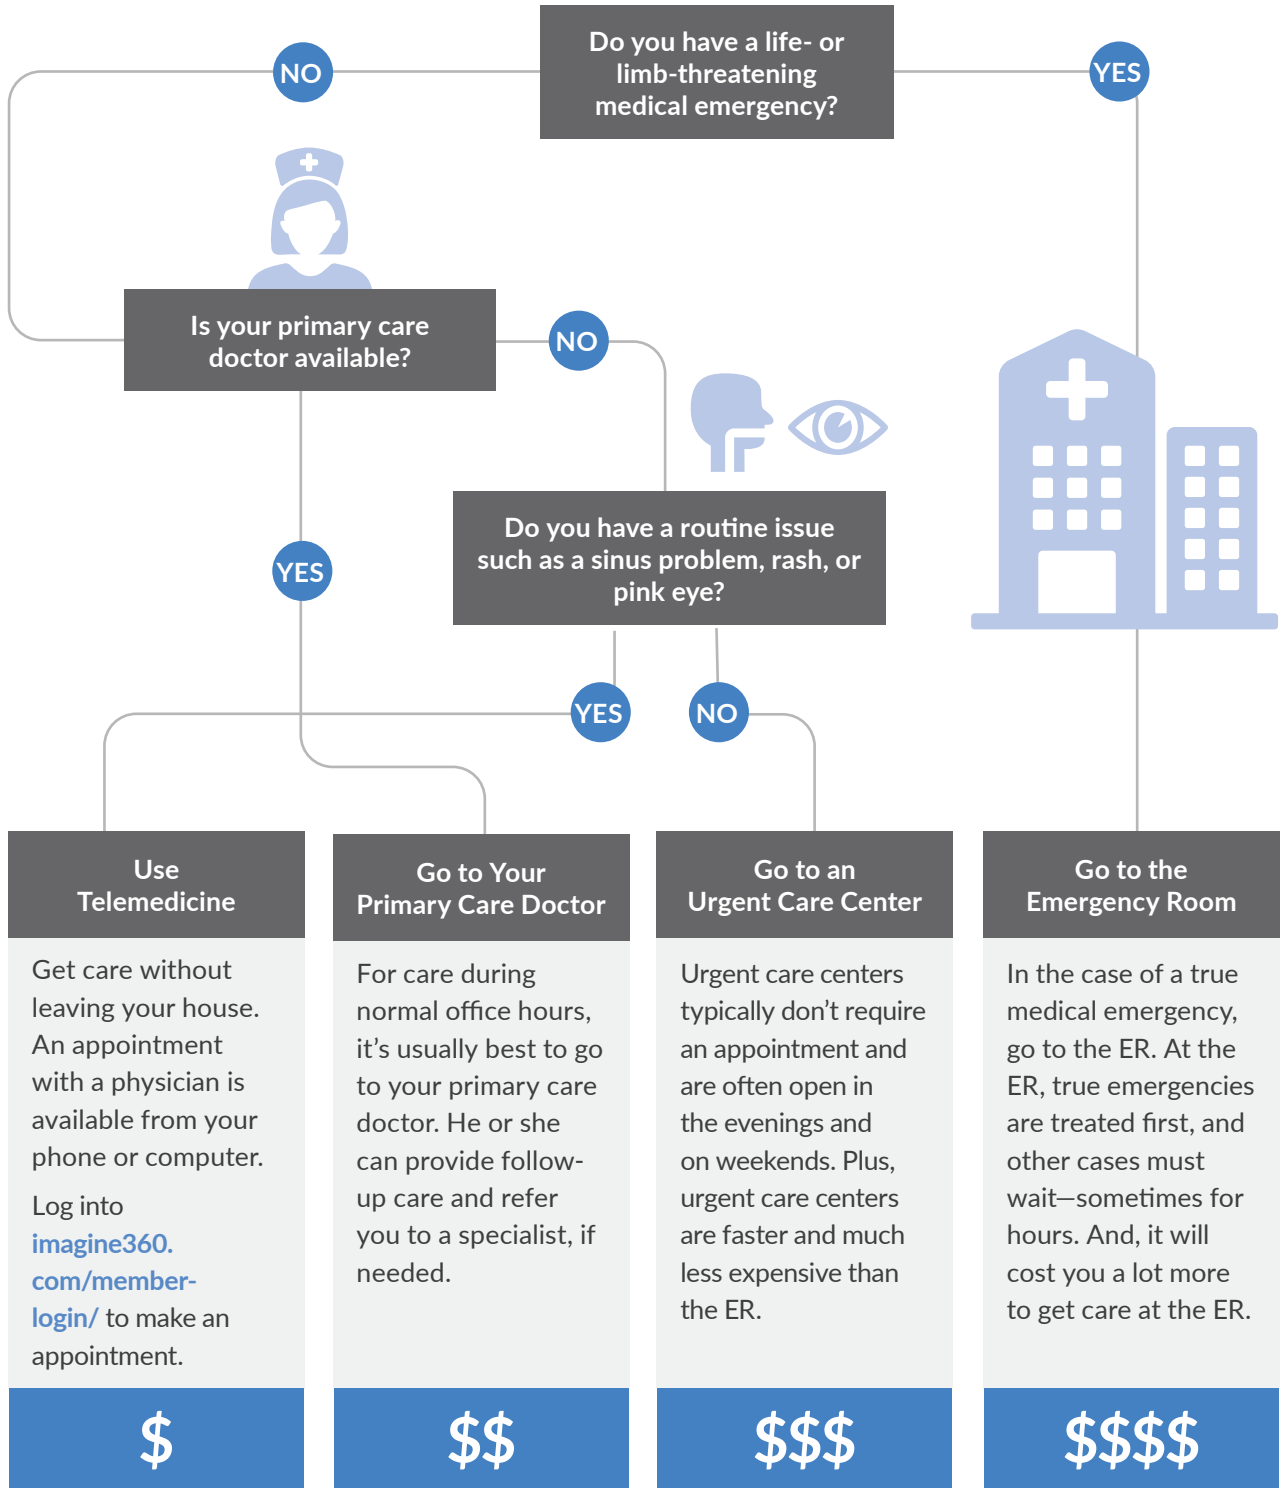 Do you have a life- or
limb-threatening
medical emergency?
NO
YES
Is your primary care
doctor available?
NO
Do you have a routine issue
such as a sinus problem, rash, or
pink eye?
YES
YES
NO
Use
Telemedicine
Get care without
leaving your house.
An appointment
with a physician is
available from your
phone or computer.
Log into
imagine360.
com/member-
login/ to make an
appointment.
$
Go to Your
Primary Care Doctor
For care during
normal office hours,
it’s usually best to go
to your primary care
doctor. He or she
can provide follow-
up care and refer
you to a specialist, if
needed.
$$
Go to an
Urgent Care Center
Urgent care centers
typically don’t require
an appointment and
are often open in
the evenings and
on weekends. Plus,
urgent care centers
are faster and much
less expensive than
the ER.
$$$
Go to the
Emergency Room
In the case of a true
medical emergency,
go to the ER. At the
ER, true emergencies
are treated first, and
other cases must
wait—sometimes for
hours. And, it will
cost you a lot more
to get care at the ER.
$$$$